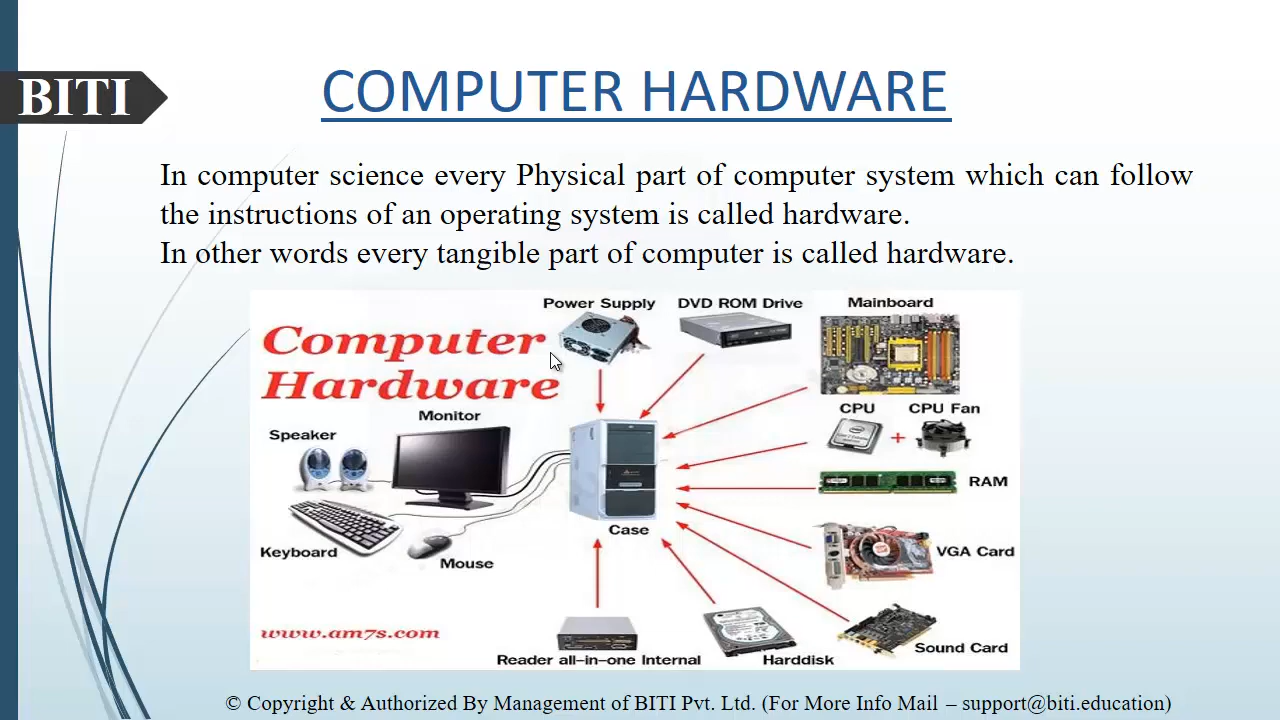 BITI
COMPUTER HARDWARE
In computer science every Physical part of computer system which can follow
the instructions of an operating system is called hardware.
In other words every tangible part of computer is called hardware.
Computer
Hardware
Power Supply
DVD ROM Drive
Mainboard
Monitor
Speaker
CPU
+
CPU Fan
RAM
Case
Keyboard
Mouse
VGA Card
www.am7s.com
Reader all-in-one Internal
Harddisk
Sound Card
© Copyright & Authorized By Management of BITI Pvt. Ltd. (For More Info Mail – support@biti.education)